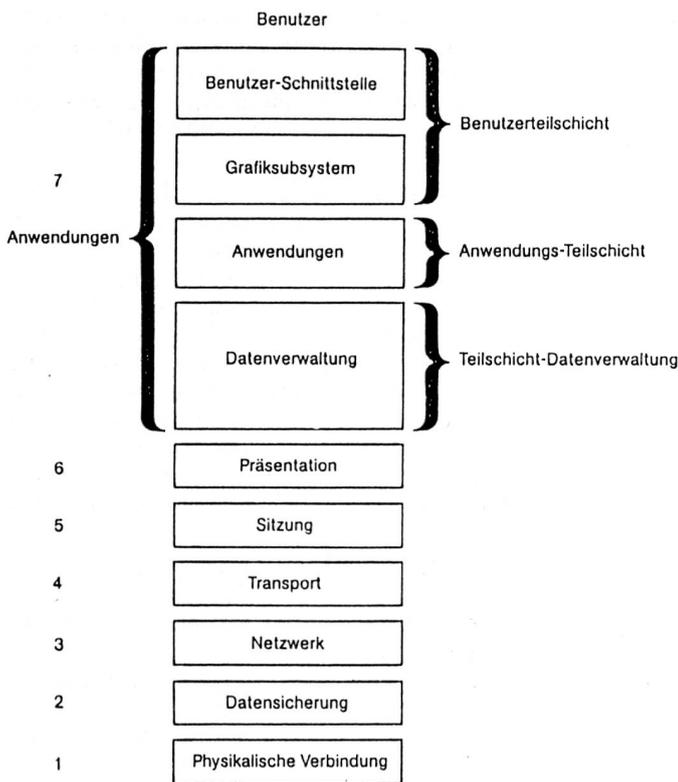 Benutzer
Benutzer-Schnittstelle
Benutzerteilschicht
Grafiksubsystem
7
Anwendungen
Anwendungen
Anwendungs-Teilschicht
Datenverwaltung
Teilschicht-Datenverwaltung
6 Präsentation
5 Sitzung
4 Transport
3 Netzwerk
2 Datensicherung
1 Physikalische Verbindung